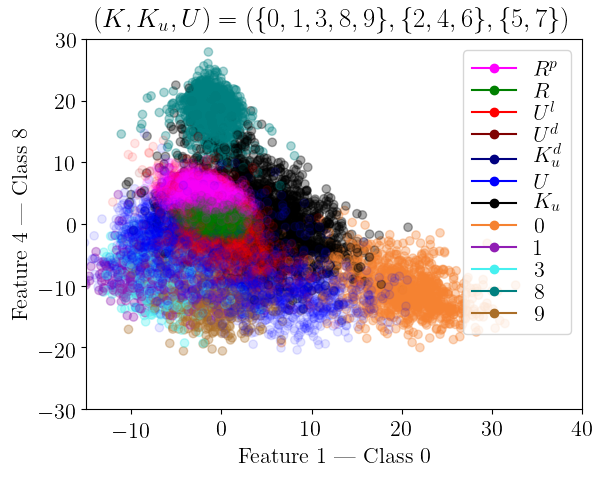 (K, K_u, U) = ({0, 1, 3, 8, 9}, {2, 4, 6}, {5, 7})
30
20
10
0
−10
−20
−30
Feature 4 — Class 8
R^p
R
U^l
U^d
K_u^d
U
K_u
0
1
3
8
9
−10
0
10
20
30
40
Feature 1 — Class 0